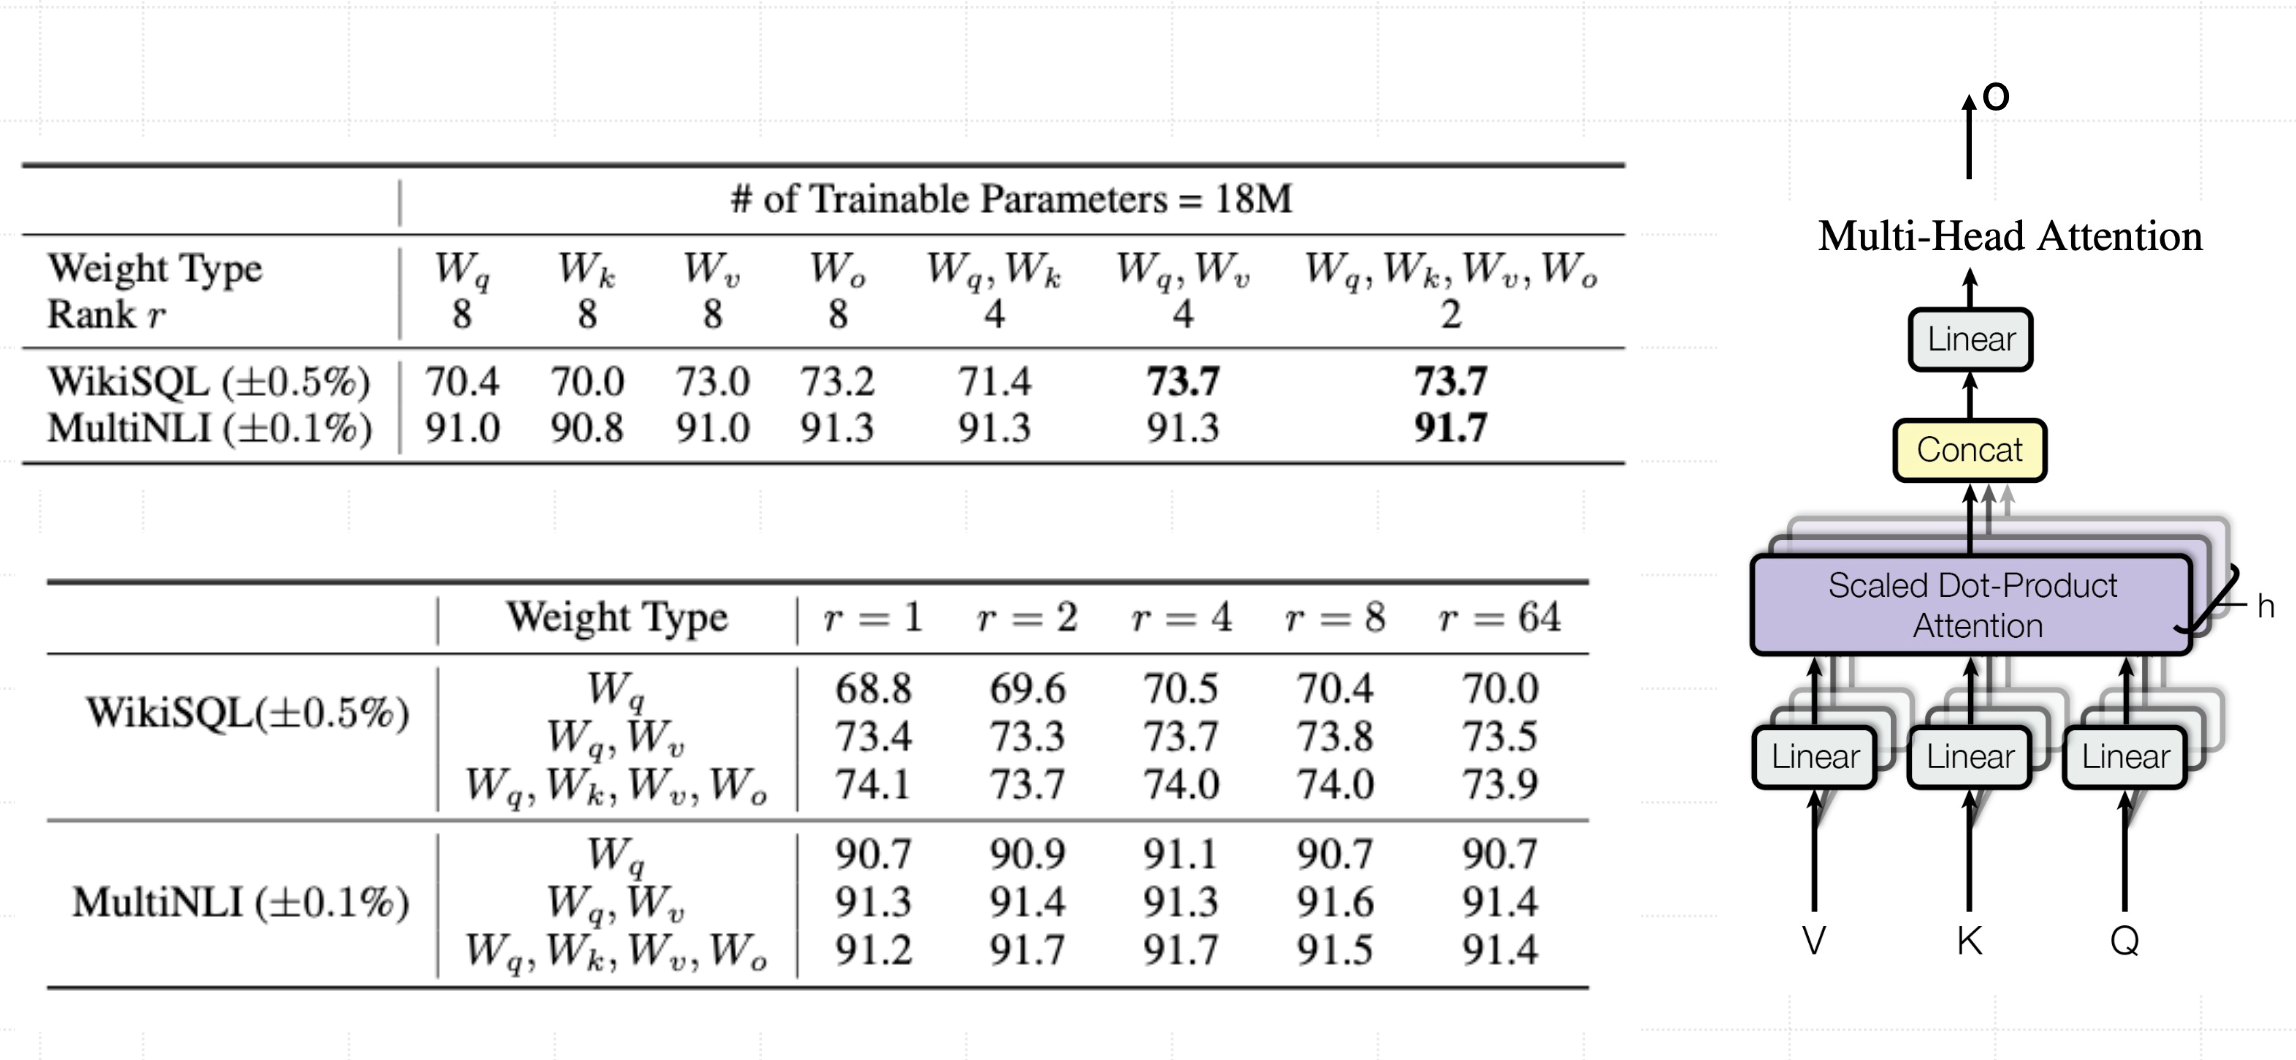 # of Trainable Parameters = 18M
Weight Type W_q W_k W_v W_o W_q, W_k W_q, W_v W_q, W_k, W_v, W_o
Rank r 8 8 8 8 4 4 2
WikiSQL (±0.5%) 70.4 70.0 73.0 73.2 71.4 73.7 73.7
MultiNLI (±0.1%) 91.0 90.8 91.0 91.3 91.3 91.3 91.7
Weight Type r = 1 r = 2 r = 4 r = 8 r = 64
WikiSQL(±0.5%)
W_q 68.8 69.6 70.5 70.4 70.0
W_q, W_v 73.4 73.3 73.7 73.8 73.5
W_q, W_k, W_v, W_o 74.1 73.7 74.0 74.0 73.9
MultiNLI (±0.1%)
W_q 90.7 90.9 91.1 90.7 90.7
W_q, W_v 91.3 91.4 91.3 91.6 91.4
W_q, W_k, W_v, W_o 91.2 91.7 91.7 91.5 91.4
O
Multi-Head Attention
Linear
Concat
Scaled Dot-Product
Attention
h
Linear Linear Linear
V K Q